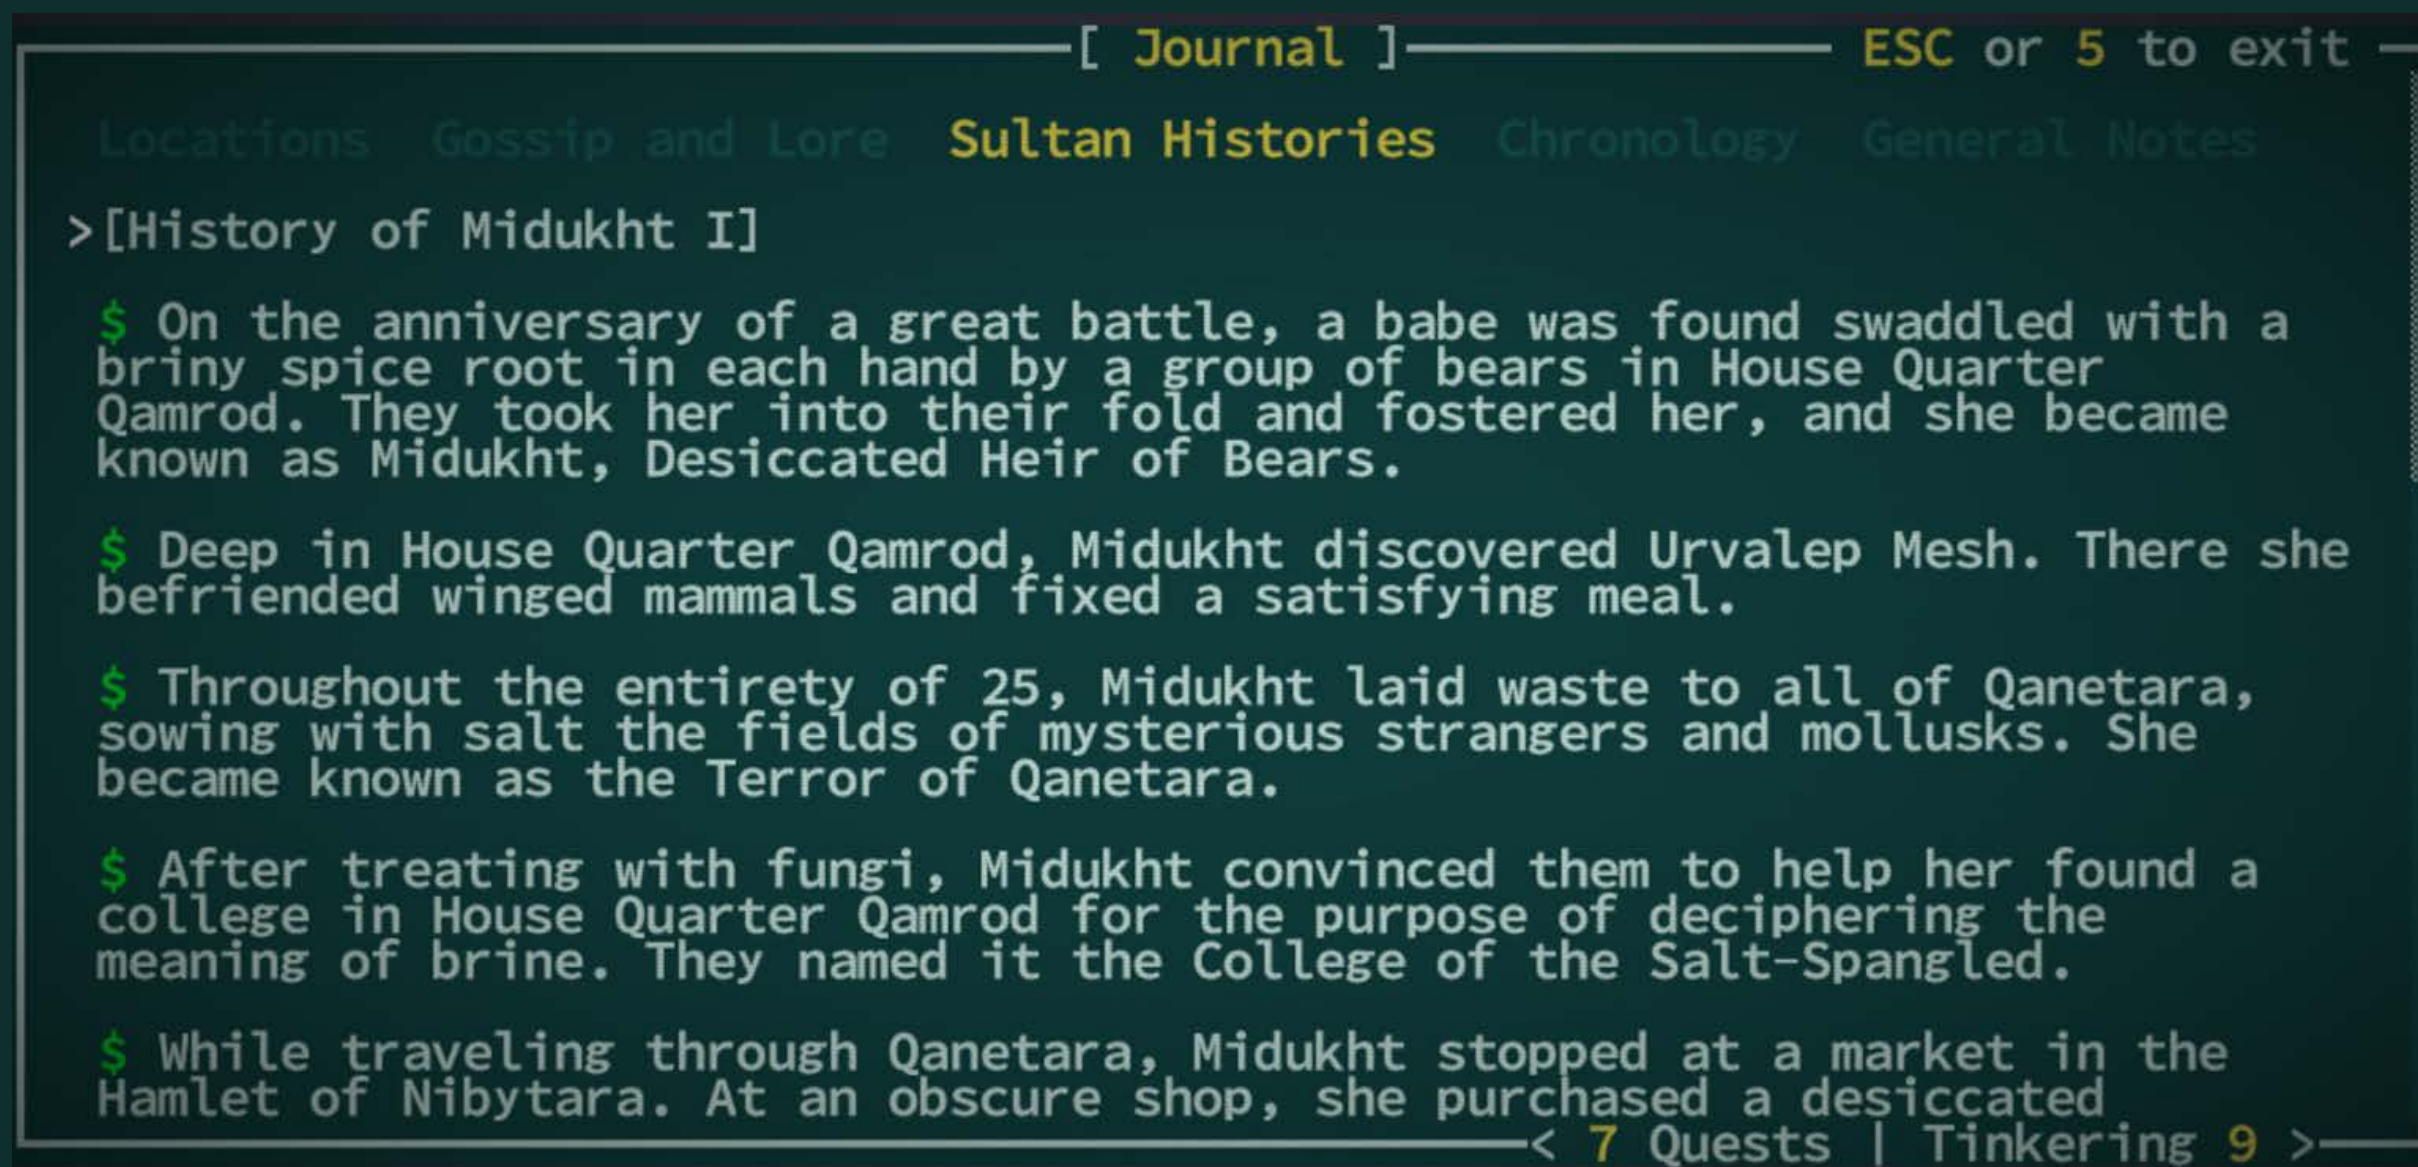 [ Journal ] ESC or 5 to exit
Locations Gossip and Lore Sultan Histories Chronology General Notes
>[History of Midukht I]
$ On the anniversary of a great battle, a babe was found swaddled with a
briny spice root in each hand by a group of bears in House Quarter
Qamrod. They took her into their fold and fostered her, and she became
known as Midukht, Desiccated Heir of Bears.
$ Deep in House Quarter Qamrod, Midukht discovered Urvalep Mesh. There she
befriended winged mammals and fixed a satisfying meal.
$ Throughout the entirety of 25, Midukht laid waste to all of Qanetara,
sowing with salt the fields of mysterious strangers and mollusks. She
became known as the Terror of Qanetara.
$ After treating with fungi, Midukht convinced them to help her found a
college in House Quarter Qamrod for the purpose of deciphering the
meaning of brine. They named it the College of the Salt-Spangled.
$ While traveling through Qanetara, Midukht stopped at a market in the
Hamlet of Nibytara. At an obscure shop, she purchased a desiccated
< 7 Quests | Tinkering 9 >